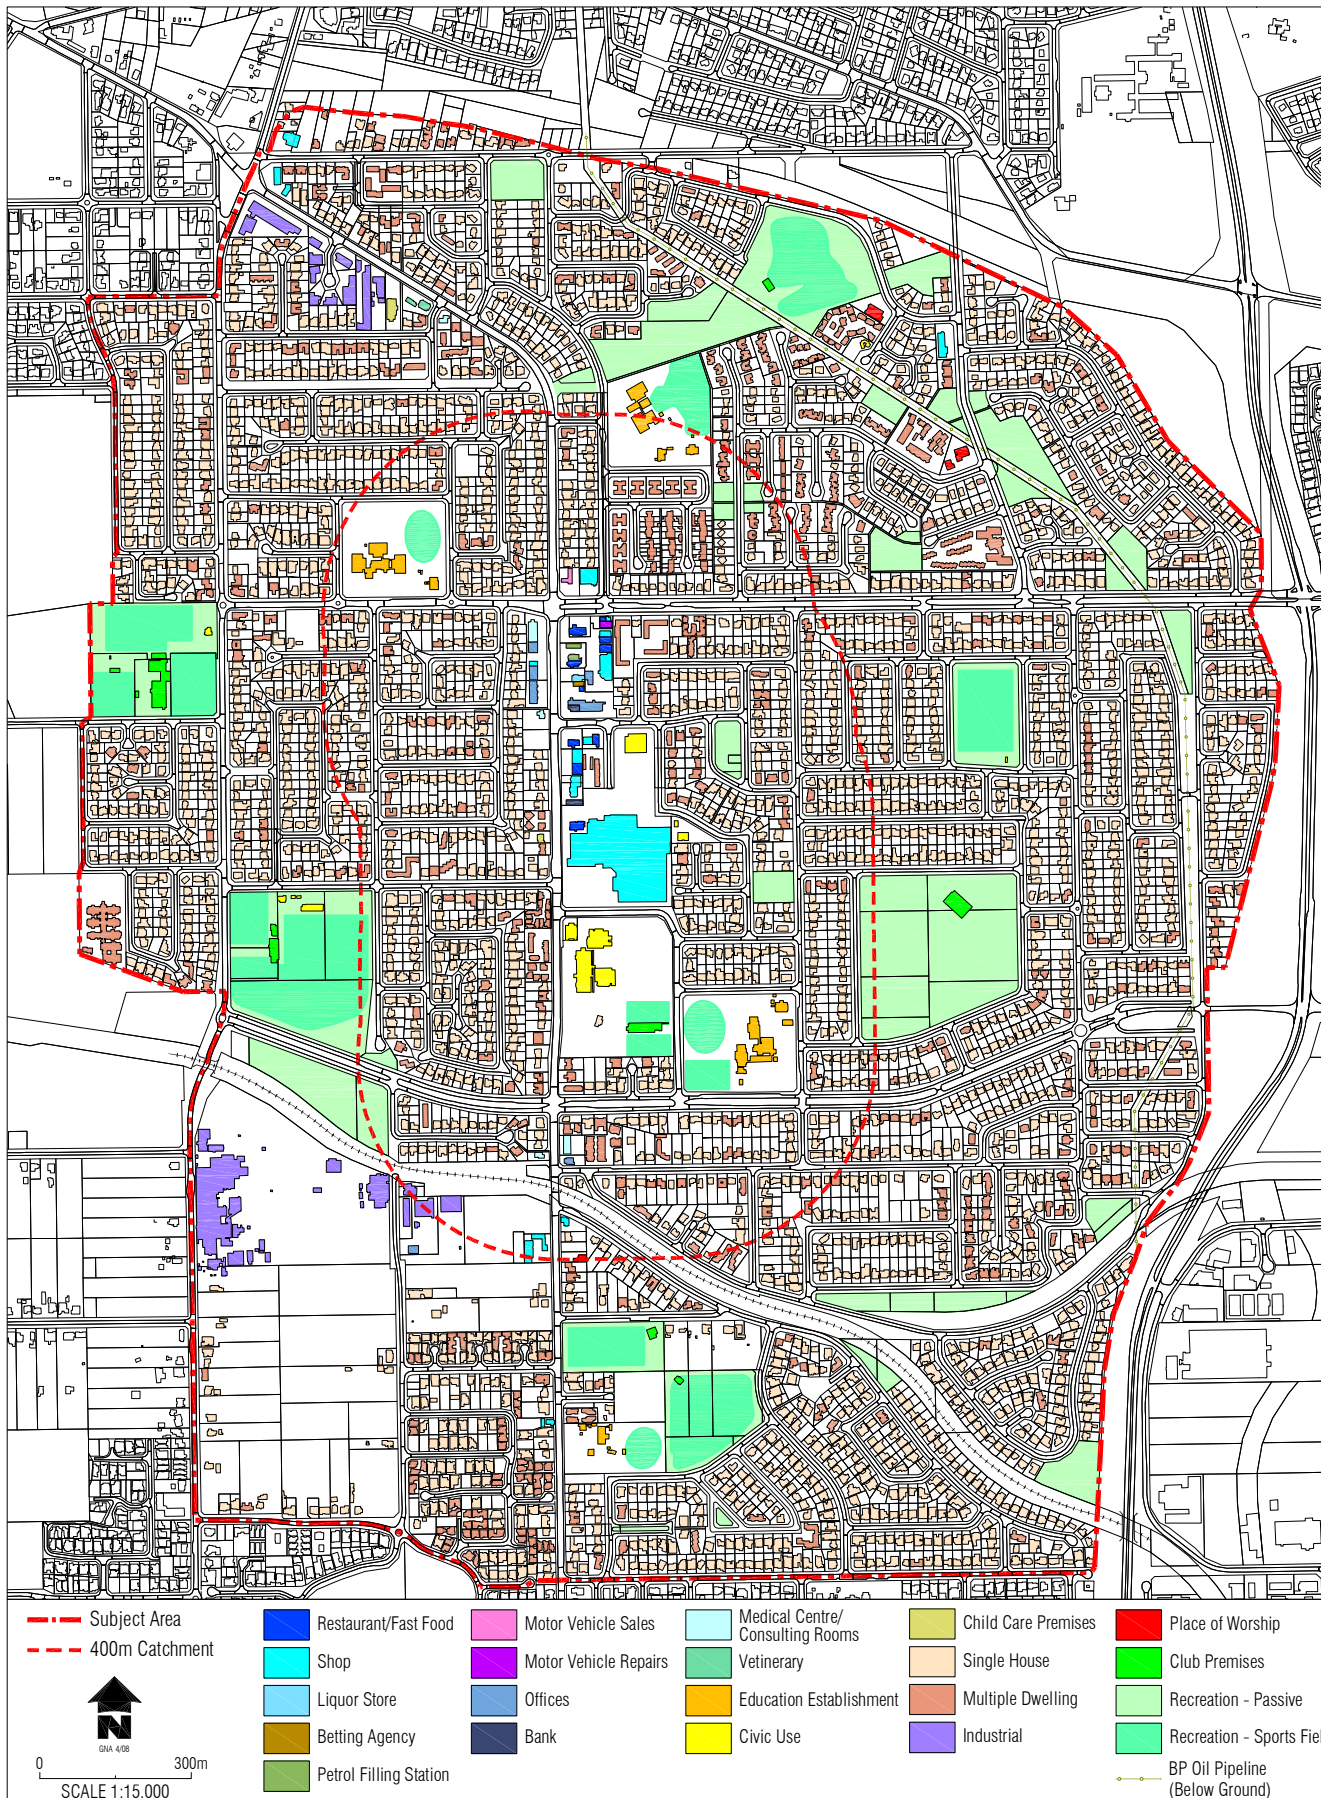 Subject Area
400m Catchment
N
GNA 4/08
0 300m
SCALE 1:15,000
Restaurant/Fast Food
Shop
Liquor Store
Betting Agency
Petrol Filling Station
Motor Vehicle Sales
Motor Vehicle Repairs
Offices
Bank
Medical Centre/
Consulting Rooms
Vetinerary
Education Establishment
Civic Use
Child Care Premises
Single House
Multiple Dwelling
Industrial
Place of Worship
Club Premises
Recreation - Passive
Recreation - Sports Fiel
BP Oil Pipeline
(Below Ground)